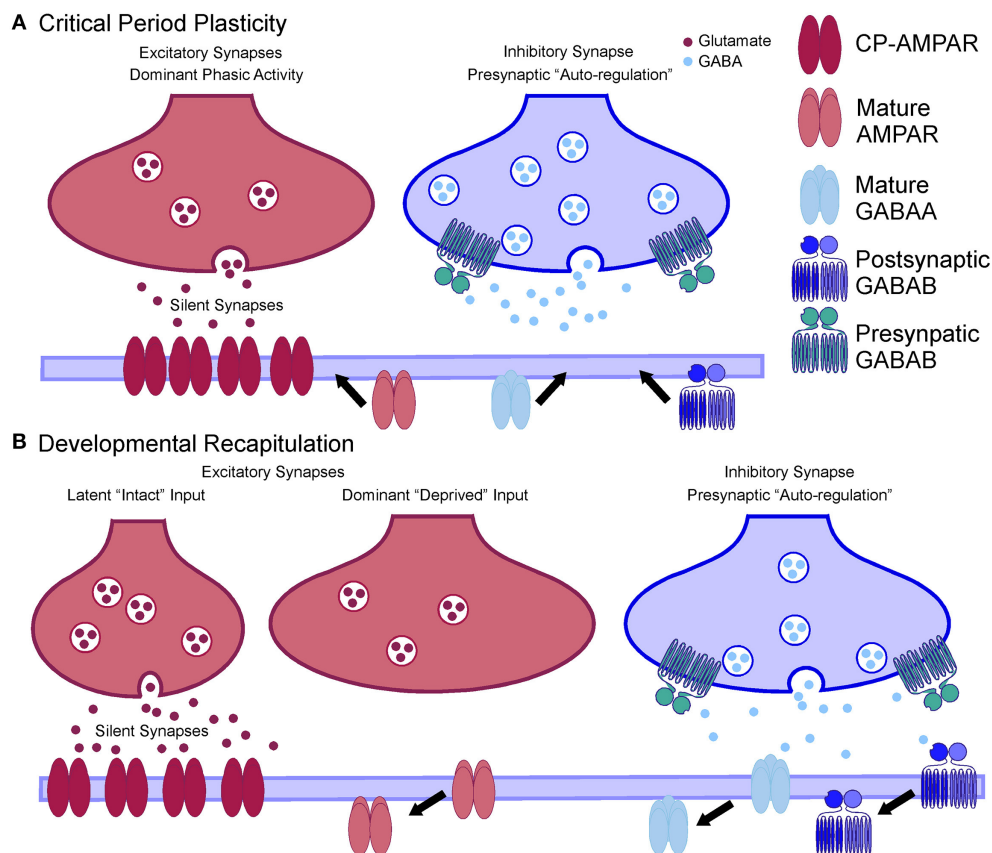 A Critical Period Plasticity
Excitatory Synapses
Dominant Phasic Activity
Inhibitory Synapse
Presynaptic “Auto-regulation”
Glutamate
GABA
CP-AMPAR
Mature
AMPAR
Mature
GABAA
Postsynaptic
GABAB
Presynpatic
GABAB
Silent Synapses
B Developmental Recapitulation
Excitatory Synapses
Latent “Intact” Input
Dominant “Deprived” Input
Inhibitory Synapse
Presynaptic “Auto-regulation”
Silent Synapses